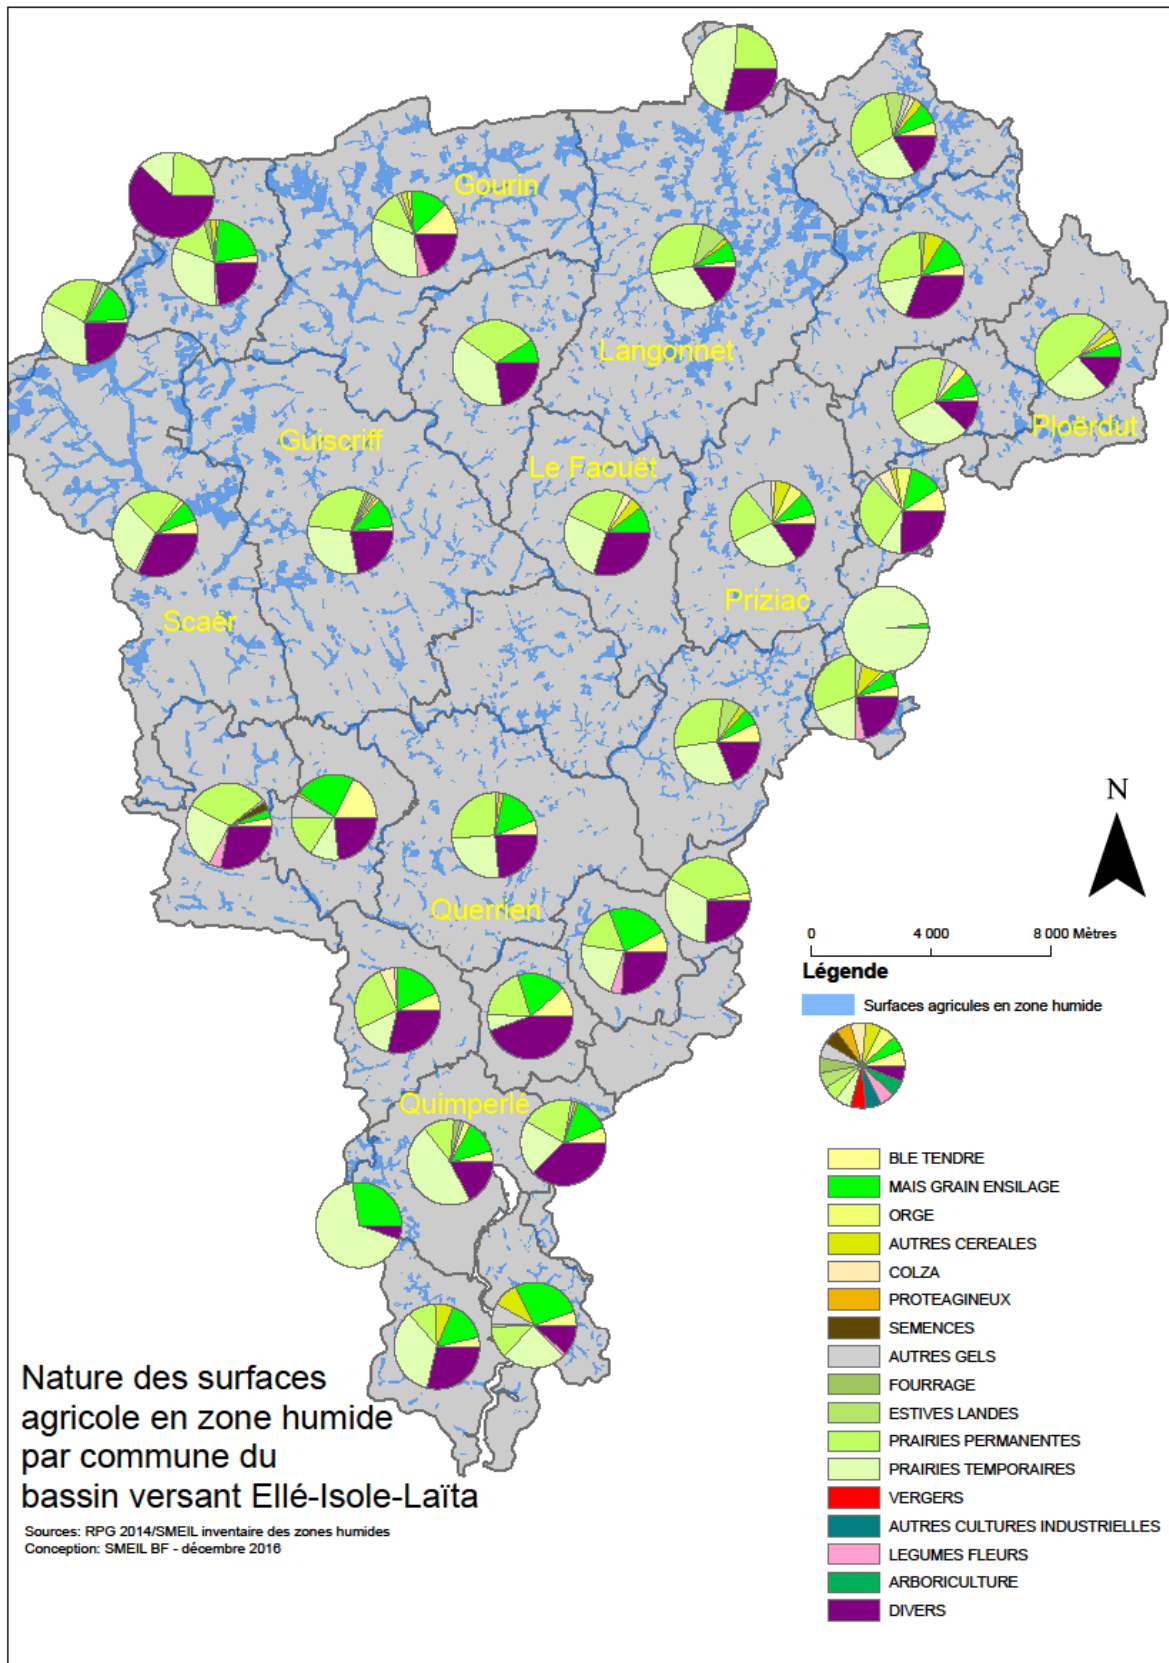 Gourin
Langonnet
Guiscriff
Le Faouët
Ploërdut
Priziac
Scaër
Querrien
Quimperlé
N
0 4 000 8 000 Mètres
Légende
Surfaces agricules en zone humide
BLE TENDRE
MAIS GRAIN ENSILAGE
ORGE
AUTRES CEREALES
COLZA
PROTEAGINEUX
SEMENCES
AUTRES GELS
FOURRAGE
ESTIVES LANDES
PRAIRIES PERMANENTES
PRAIRIES TEMPORAIRES
VERGERS
AUTRES CULTURES INDUSTRIELLES
LEGUMES FLEURS
ARBORICULTURE
DIVERS
Nature des surfaces
agricole en zone humide
par commune du
bassin versant Ellé-Isole-Laïta
Sources: RPG 2014/SMEIL inventaire des zones humides
Conception: SMEIL BF - décembre 2016